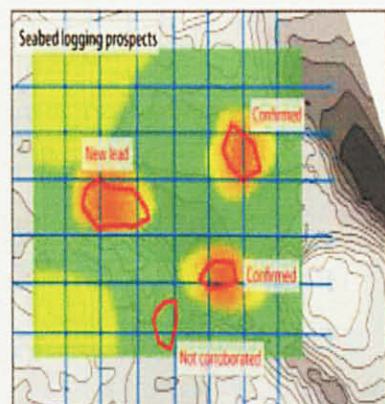 Seabed logging prospects
Confirmed
New lead
Confirmed
Not corroborated